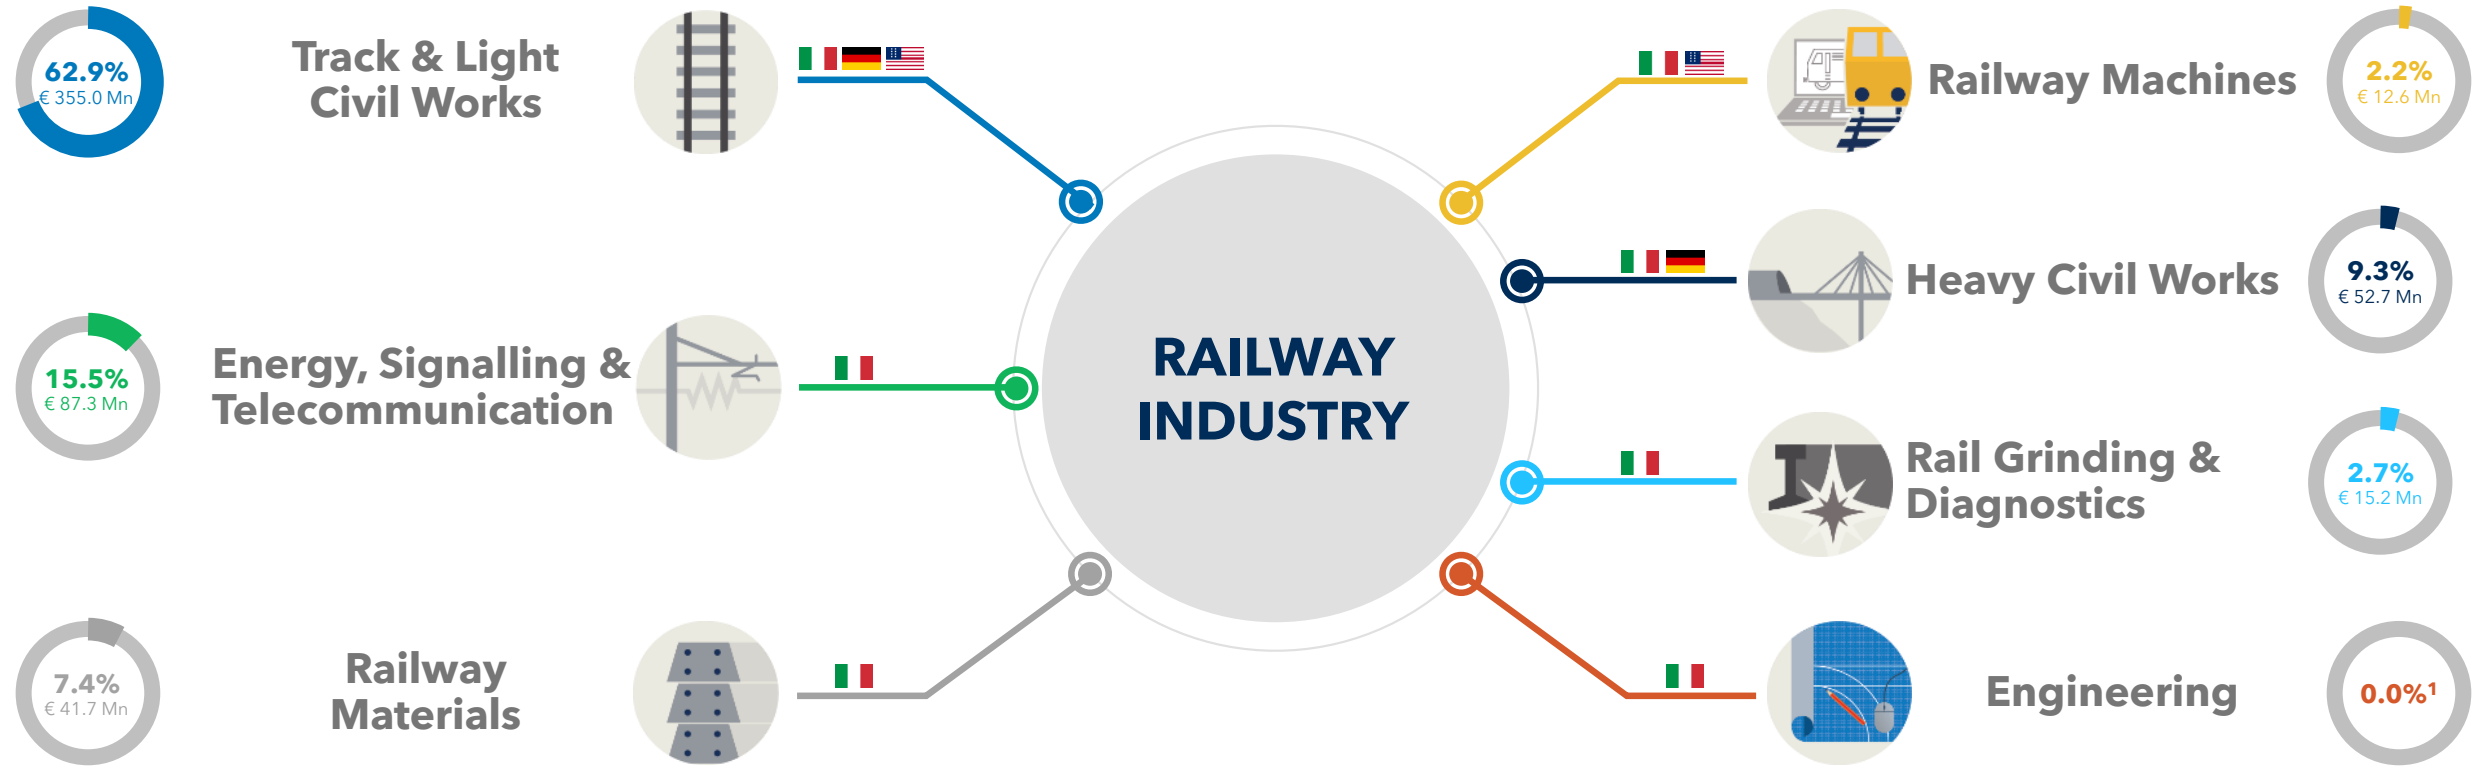 62.9%
€ 355.0 Mn
Track & Light
Civil Works
15.5%
€ 87.3 Mn
Energy, Signalling &
Telecommunication
7.4%
€ 41.7 Mn
Railway
Materials
RAILWAY
INDUSTRY
Railway Machines
2.2%
€ 12.6 Mn
Heavy Civil Works
9.3%
€ 52.7 Mn
Rail Grinding &
Diagnostics
2.7%
€ 15.2 Mn
Engineering
0.0%¹